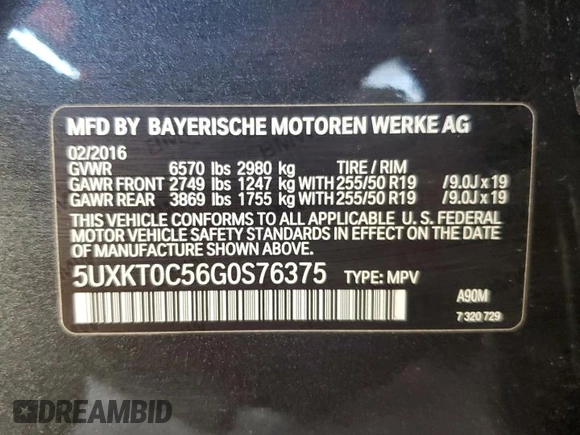 MFD BY BAYERISCHE MOTOREN WERKE AG
02/2016
GVWR 6570 lbs 2980 kg TIRE / RIM
GAWR FRONT 2749 lbs 1247 kg WITH 255/50 R19 /9.0J x 19
GAWR REAR 3869 lbs 1755 kg WITH 255/50 R19 /9.0J x 19
THIS VEHICLE CONFORMS TO ALL APPLICABLE U. S. FEDERAL
MOTOR VEHICLE SAFETY STANDARDS IN EFFECT ON THE DATE
OF MANUFACTURE SHOWN ABOVE.
5UXKT0C56G0S76375 TYPE: MPV
A90M
7 320 729
DREAMBID